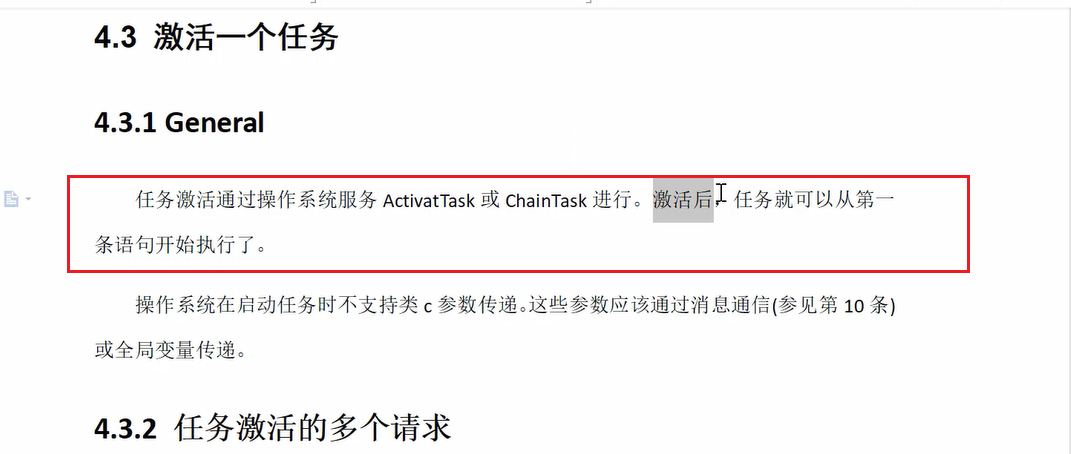 4.3 激活一个任务
4.3.1 General
任务激活通过操作系统服务 ActivatTask 或 ChainTask 进行。激活后，任务就可以从第一
条语句开始执行了。
操作系统在启动任务时不支持类 c 参数传递。这些参数应该通过消息通信(参见第 10 条)
或全局变量传递。
4.3.2 任务激活的多个请求